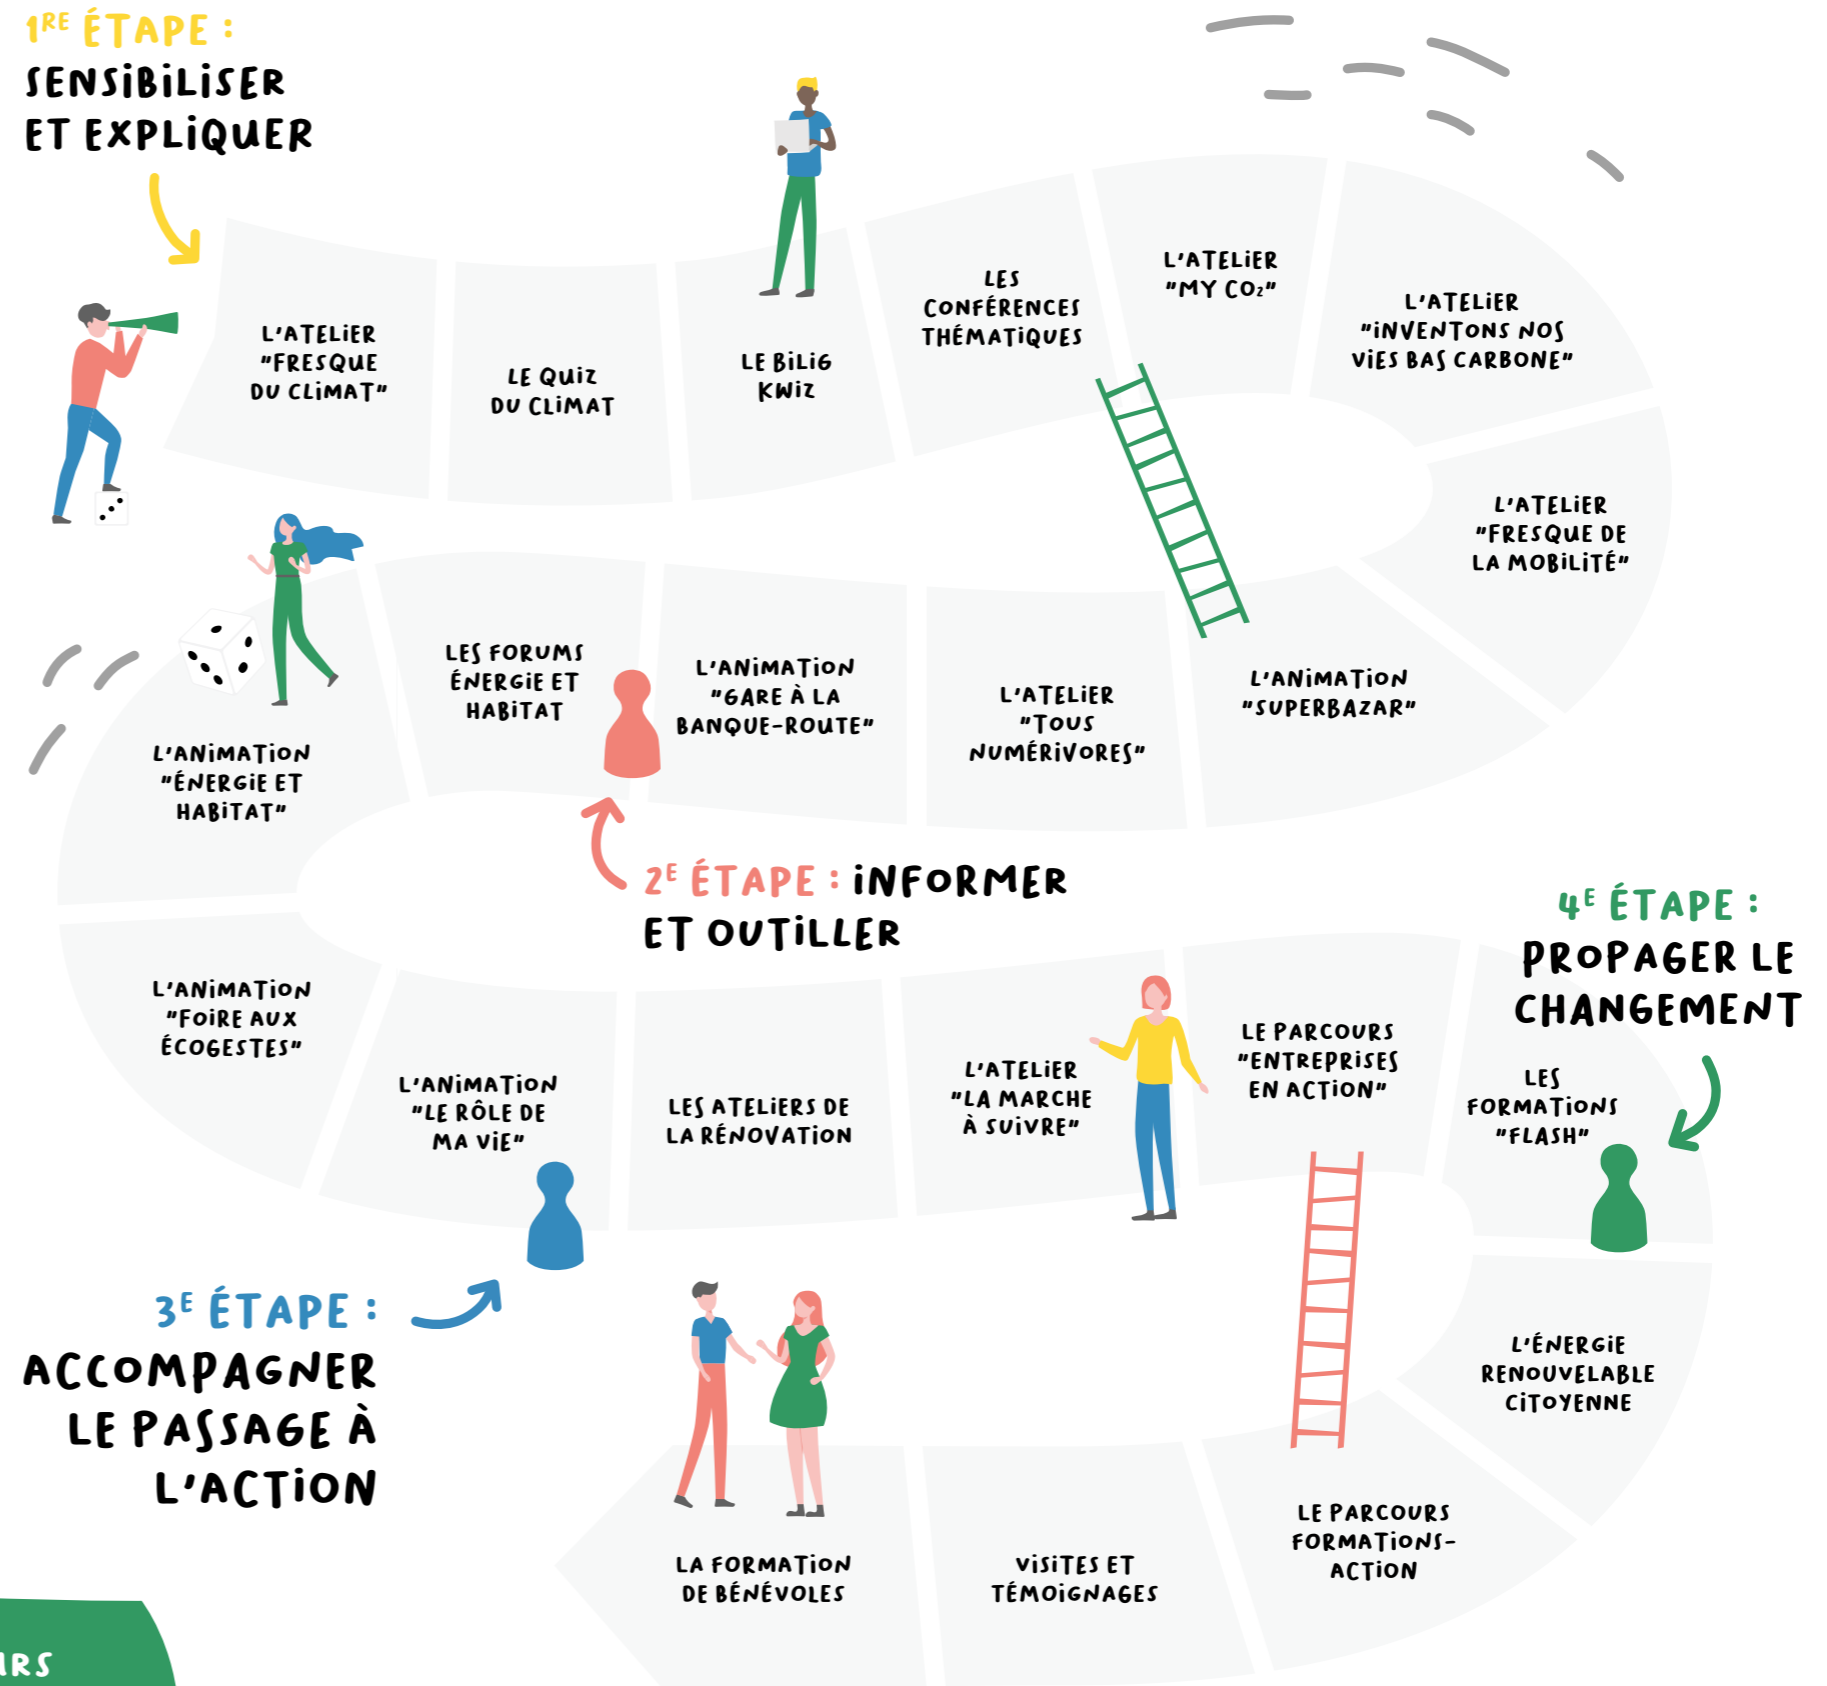 1RE ÉTAPE :
SENSIBILISER
ET EXPLIQUER
L'ATELIER
"FRESQUE
DU CLIMAT"
LE QUIZ
DU CLIMAT
LE BILIG
KWIZ
LES
CONFÉRENCES
THÉMATIQUES
L'ATELIER
"MY CO2"
L'ATELIER
"INVENTONS NOS
VIES BAS CARBONE"
L'ATELIER
"FRESQUE DE
LA MOBILITÉ"
L'ANIMATION
"SUPERBAZAR"
L'ATELIER
"TOUS
NUMÉRIVORES"
L'ANIMATION
"GARE À LA
BANQUE-ROUTE"
2E ÉTAPE : INFORMER
ET OUTILLER
LES FORUMS
ÉNERGIE ET
HABITAT
L'ANIMATION
"ÉNERGIE ET
HABITAT"
L'ANIMATION
"FOIRE AUX
ÉCOGESTES"
L'ANIMATION
"LE RÔLE DE
MA VIE"
3E ÉTAPE :
ACCOMPAGNER
LE PASSAGE À
L'ACTION
LES ATELIERS DE
LA RÉNOVATION
L'ATELIER
"LA MARCHE
À SUIVRE"
LE PARCOURS
"ENTREPRISES
EN ACTION"
4E ÉTAPE :
PROPAGER LE
CHANGEMENT
LES
FORMATIONS
"FLASH"
L'ÉNERGIE
RENOUVELABLE
CITOYENNE
LE PARCOURS
FORMATIONS-
ACTION
VISITES ET
TÉMOIGNAGES
LA FORMATION
DE BÉNÉVOLES